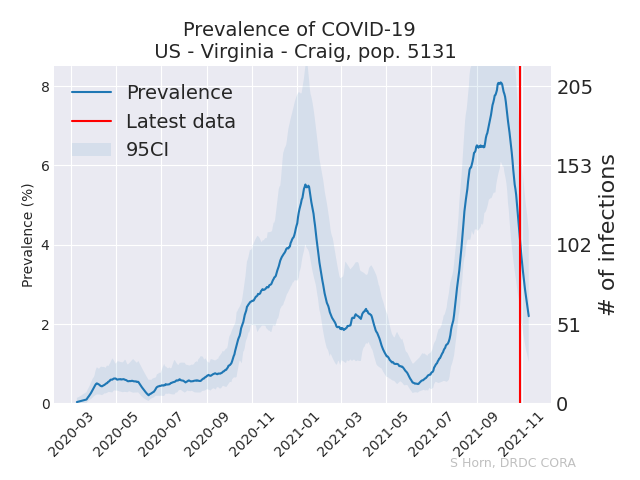 Prevalence of COVID-19
US - Virginia - Craig, pop. 5131
Prevalence
Latest data
95CI
Prevalence (%)
8
6
4
2
0
205
153
102
51
0
# of infections
2020-03
2020-05
2020-07
2020-09
2020-11
2021-01
2021-03
2021-05
2021-07
2021-09
2021-11
S Horn, DRDC CORA